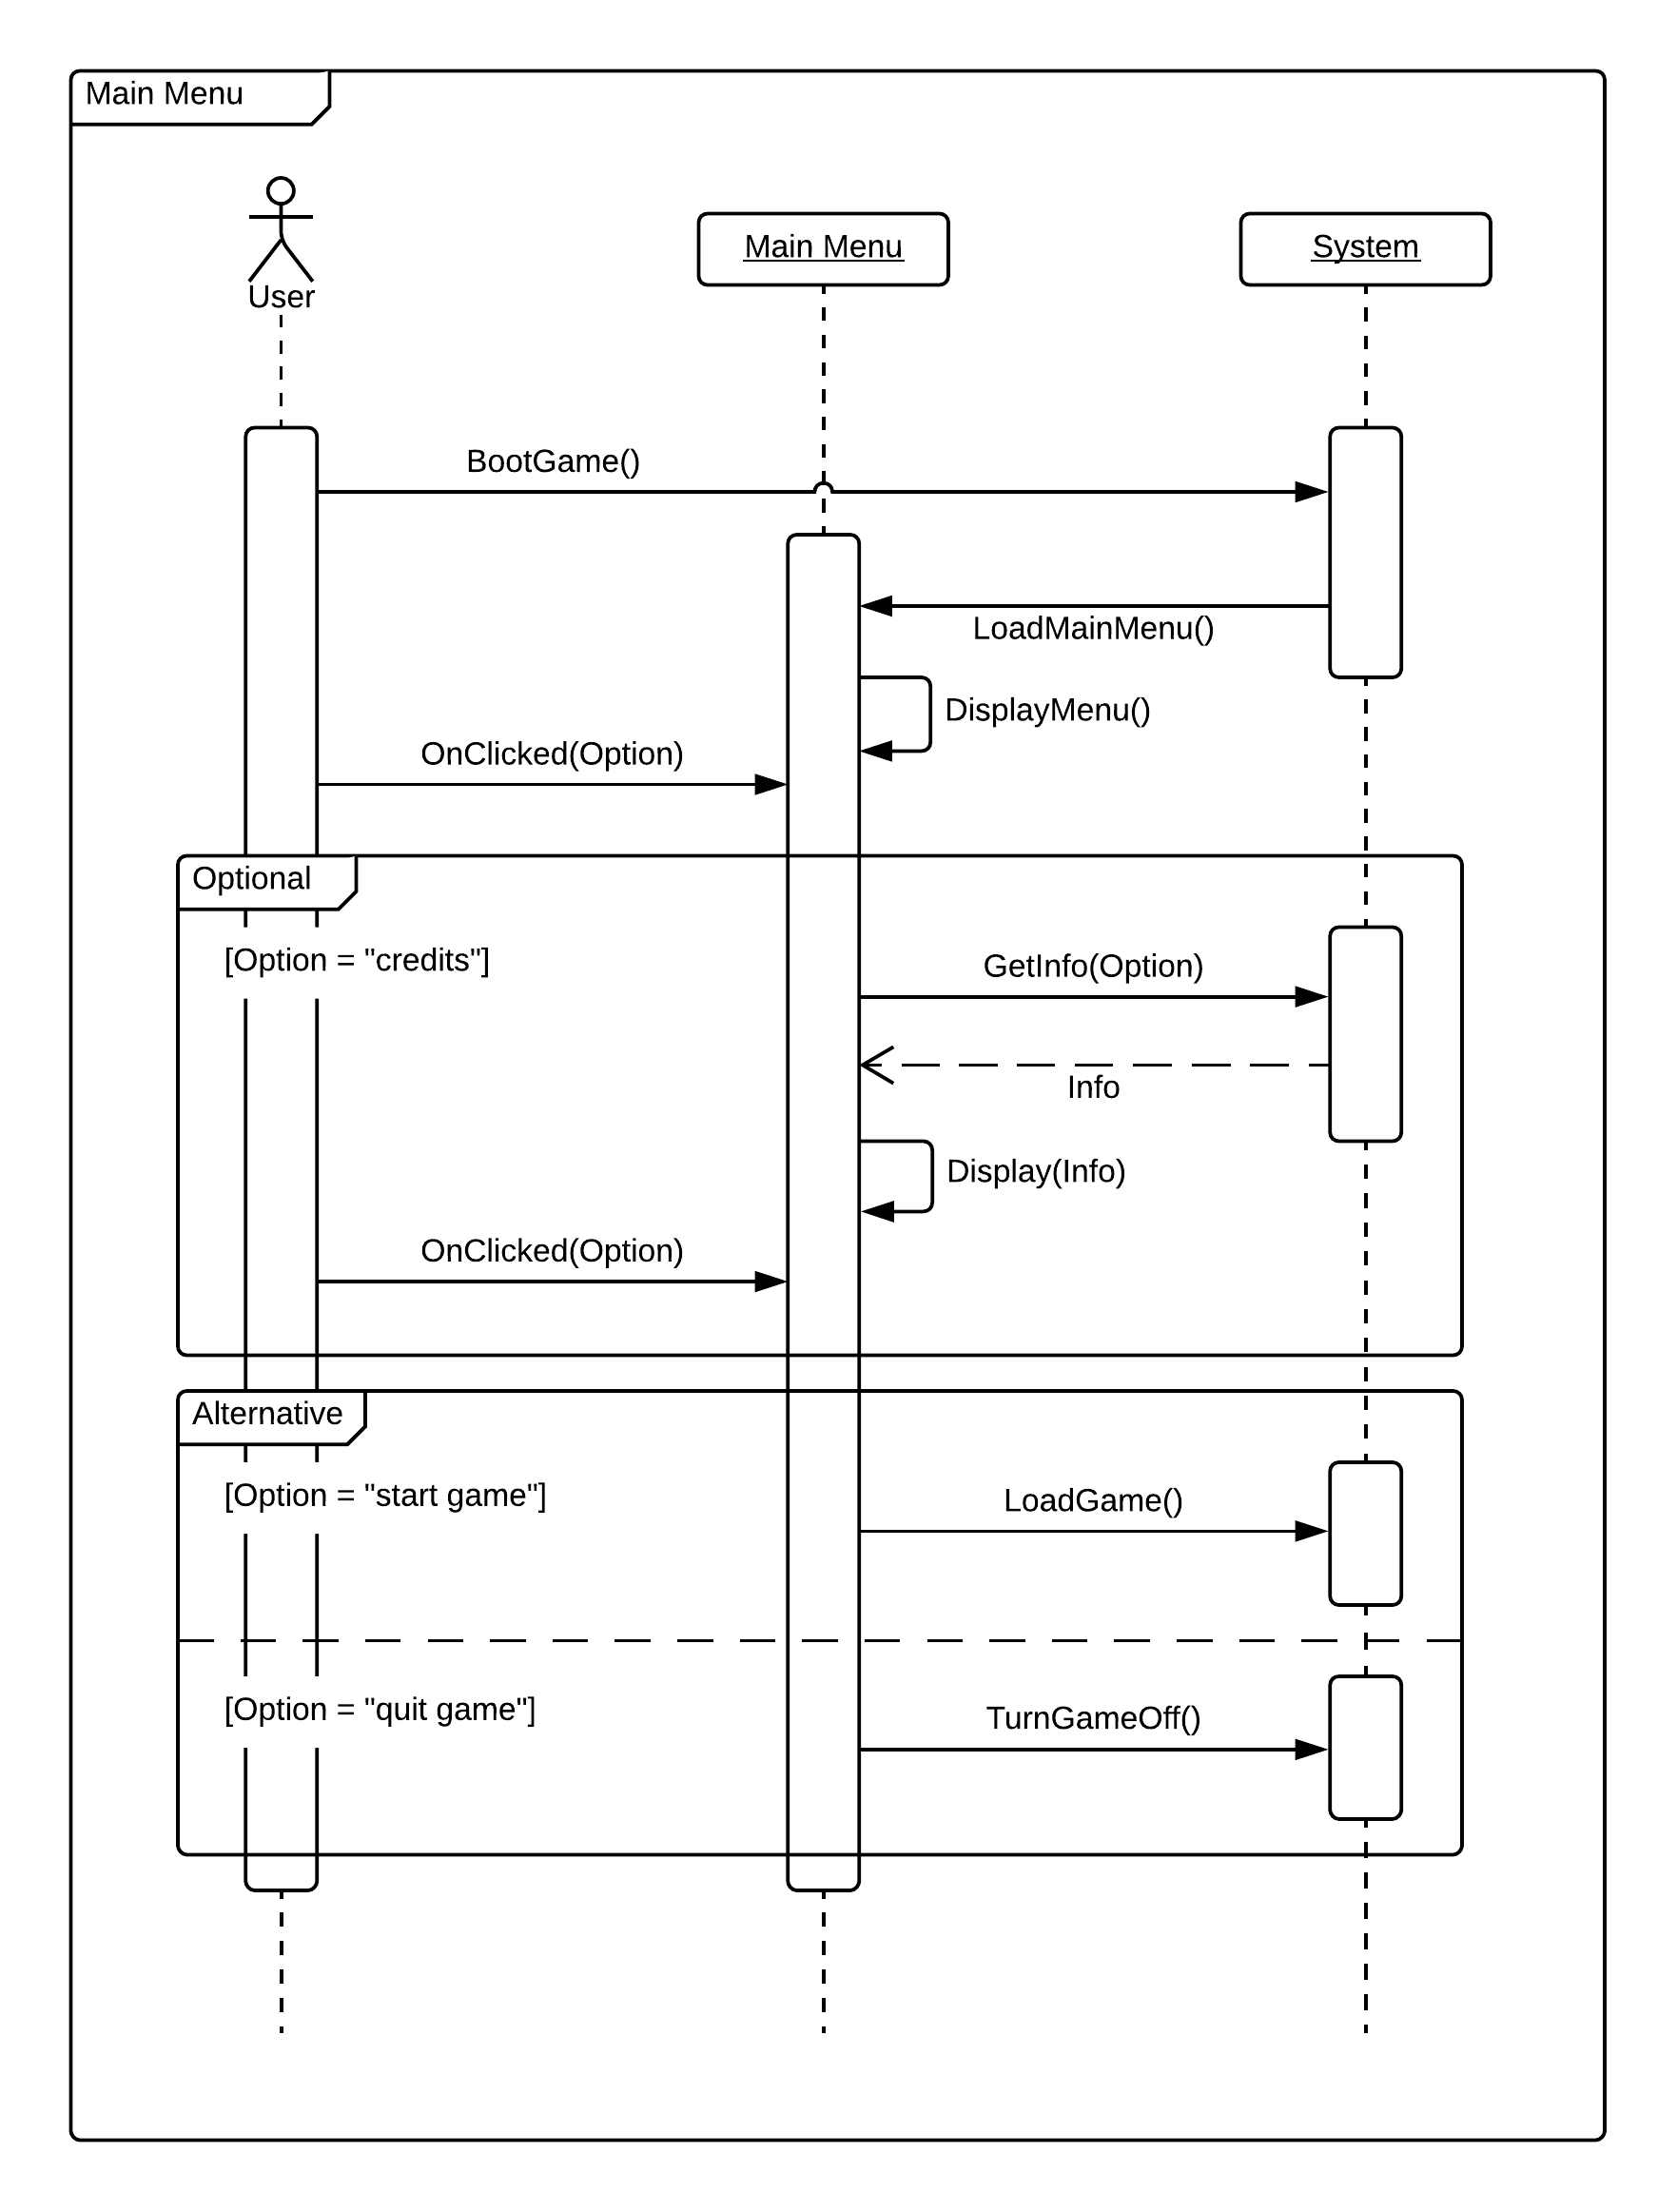 Main Menu
User
Main Menu
System
BootGame()
LoadMainMenu()
DisplayMenu()
OnClicked(Option)
Optional
[Option = "credits"]
GetInfo(Option)
Info
Display(Info)
OnClicked(Option)
Alternative
[Option = "start game"]
LoadGame()
[Option = "quit game"]
TurnGameOff()